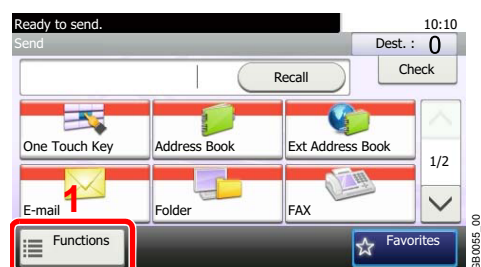 Ready to send. 10:10
Send Dest. : 0
Recall Check
One Touch Key Address Book Ext Address Book
1/2
E-mail 1 Folder FAX
Functions Favorites
GB0055_00